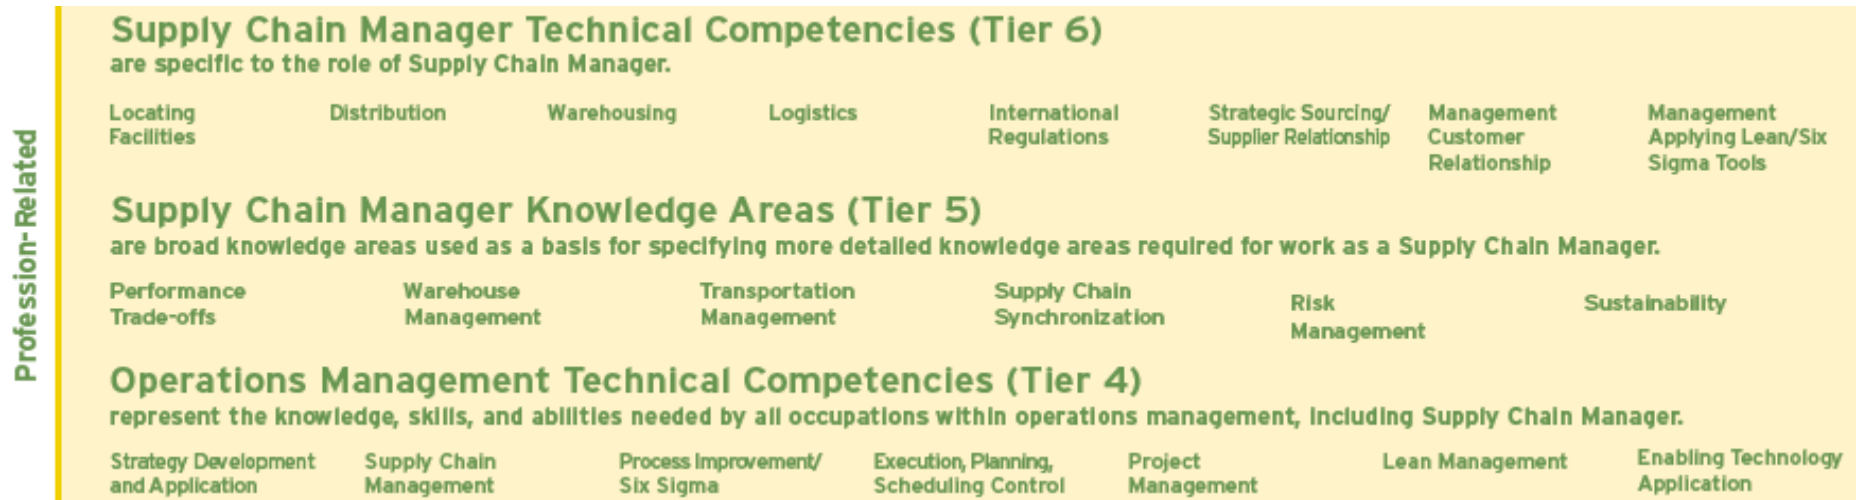 Profession-Related
Supply Chain Manager Technical Competencies (Tier 6)
are specific to the role of Supply Chain Manager.
Locating
Facilities
Distribution
Warehousing
Logistics
International
Regulations
Strategic Sourcing/
Supplier Relationship
Management
Customer
Relationship
Management
Applying Lean/Six
Sigma Tools
Supply Chain Manager Knowledge Areas (Tier 5)
are broad knowledge areas used as a basis for specifying more detailed knowledge areas required for work as a Supply Chain Manager.
Performance
Trade-offs
Warehouse
Management
Transportation
Management
Supply Chain
Synchronization
Risk
Management
Sustainability
Operations Management Technical Competencies (Tier 4)
represent the knowledge, skills, and abilities needed by all occupations within operations management, including Supply Chain Manager.
Strategy Development
and Application
Supply Chain
Management
Process Improvement/
Six Sigma
Execution, Planning,
Scheduling Control
Project
Management
Lean Management
Enabling Technology
Application